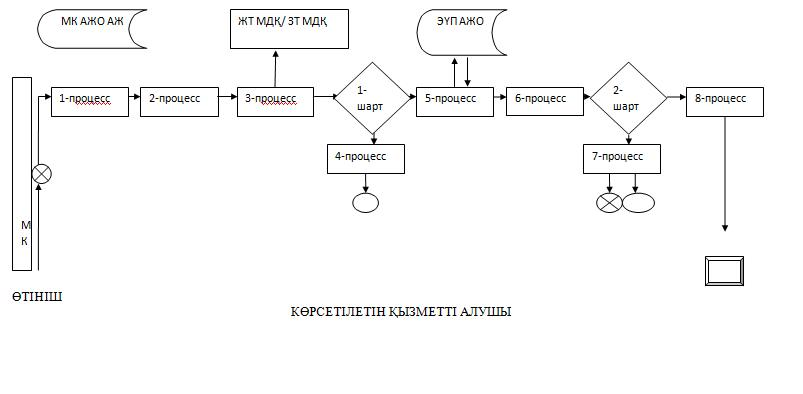 МК АЖО АЖ
ЖТ МДҚ/ ЗТ МДҚ
ЭҮП АЖО
1-процесс
2-процесс
3-процесс
1-
шарт
5-процесс
6-процесс
2-
шарт
8-процесс
4-процесс
7-процесс
М
К
ӨТІНІШ
КӨРСЕТІЛЕТІН ҚЫЗМЕТТІ АЛУШЫ